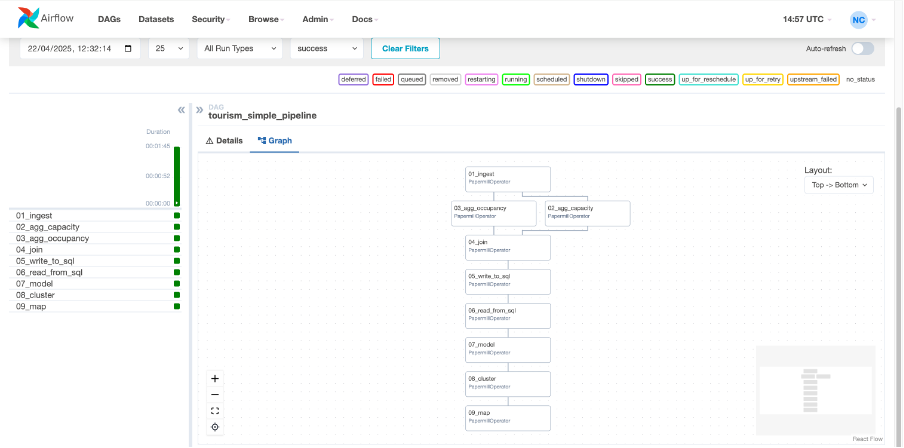 Airflow DAGs Datasets Security Browse Admin Docs 14:57 UTC NC
22/04/2025, 12:32:14 25 All Run Types success Clear Filters Auto-refresh
deferred failed queued removed restarting running scheduled shutdown skipped success up_for_reschedule up_for_retry upstream_failed no_status
DAG
tourism_simple_pipeline
Details Graph
Duration
00:01:45
00:00:52
00:00:00
01_ingest
02_agg_capacity
03_agg_occupancy
04_join
05_write_to_sql
06_read_from_sql
07_model
08_cluster
09_map
Layout:
Top -> Bottom
01_ingest
PapermillOperator
03_agg_occupancy
PapermillOperator
02_agg_capacity
PapermillOperator
04_join
PapermillOperator
05_write_to_sql
PapermillOperator
06_read_from_sql
PapermillOperator
07_model
PapermillOperator
08_cluster
PapermillOperator
09_map
PapermillOperator
React Flow